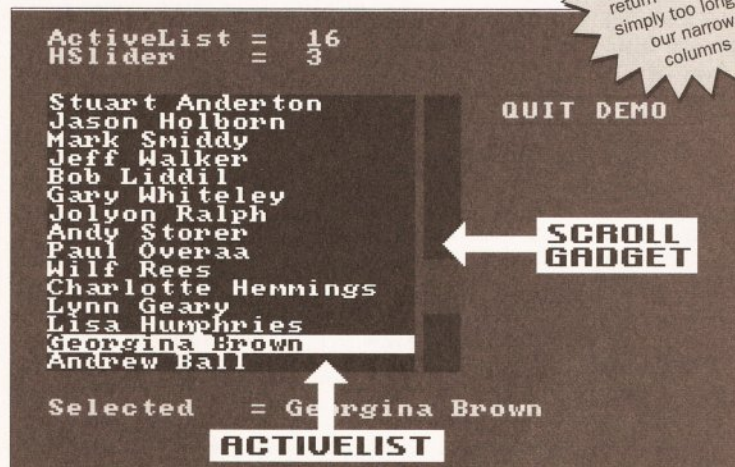 return
simply too long
our narrow
columns
ActiveList = 16
HSlider = 3
Stuart Anderton
Jason Holborn
Mark Smiddy
Jeff Walker
Bob Liddil
Gary Whiteley
Jolyon Ralph
Andy Storer
Paul Overaa
Wilf Rees
Charlotte Hemmings
Lynn Geary
Lisa Humphries
Georgina Brown
Andrew Ball
QUIT DEMO
SCROLL
GADGET
Selected = Georgina Brown
ACTIVELIST